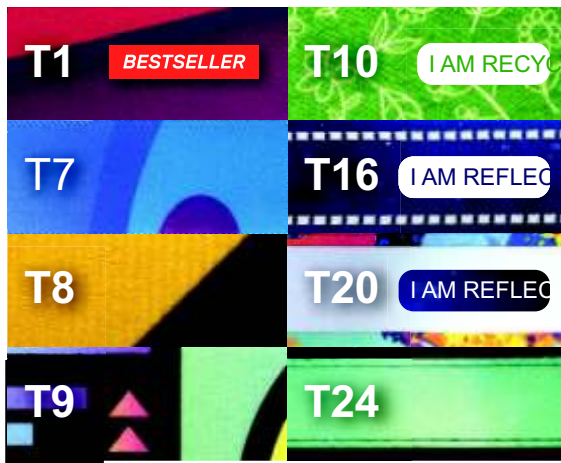 T1 BESTSELLER
T10 I AM RECYC
T7
T16 I AM REFLEC
T8
T20 I AM REFLEC
T9
T24